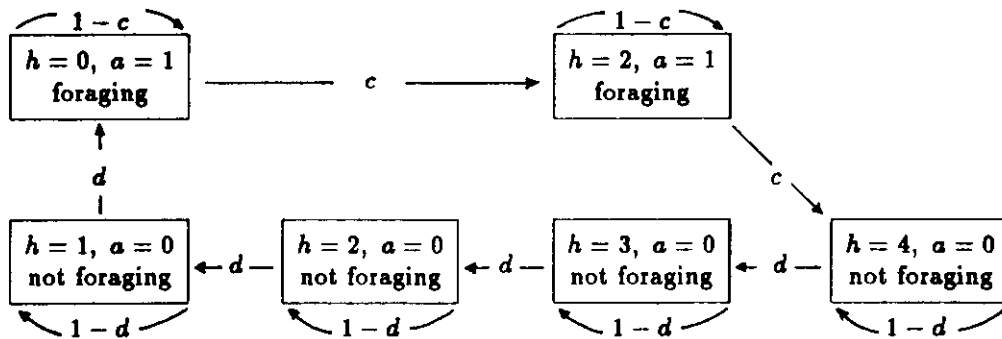 1 − c
1 − c
h = 0, a = 1
foraging
c
h = 2, a = 1
foraging
d
c
h = 1, a = 0
not foraging
d
h = 2, a = 0
not foraging
d
h = 3, a = 0
not foraging
d
h = 4, a = 0
not foraging
1 − d
1 − d
1 − d
1 − d